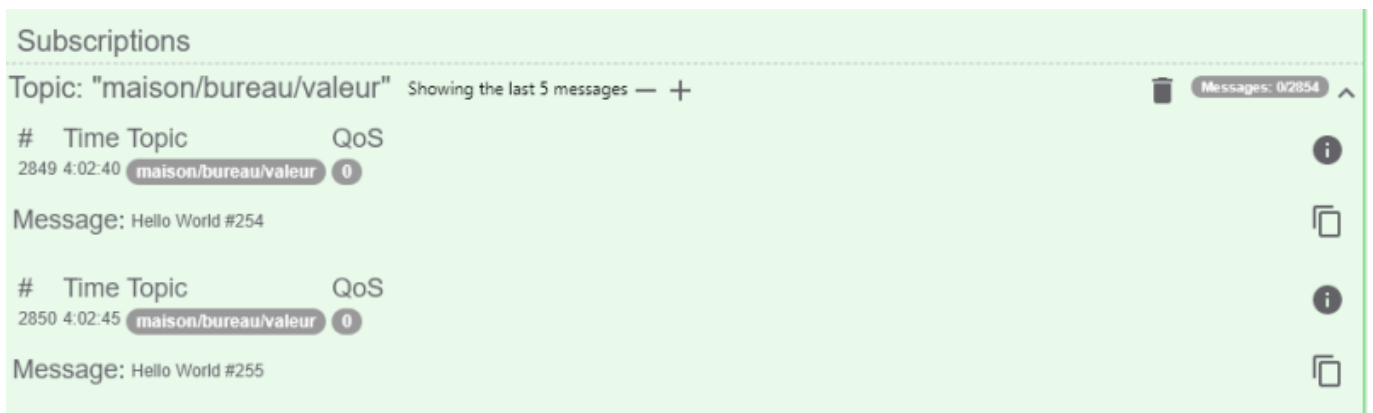 Subscriptions
Topic: "maison/bureau/valeur" Showing the last 5 messages — + Messages: 0/2854
# Time Topic QoS
2849 4:02:40 maison/bureau/valeur 0
Message: Hello World #254
# Time Topic QoS
2850 4:02:45 maison/bureau/valeur 0
Message: Hello World #255